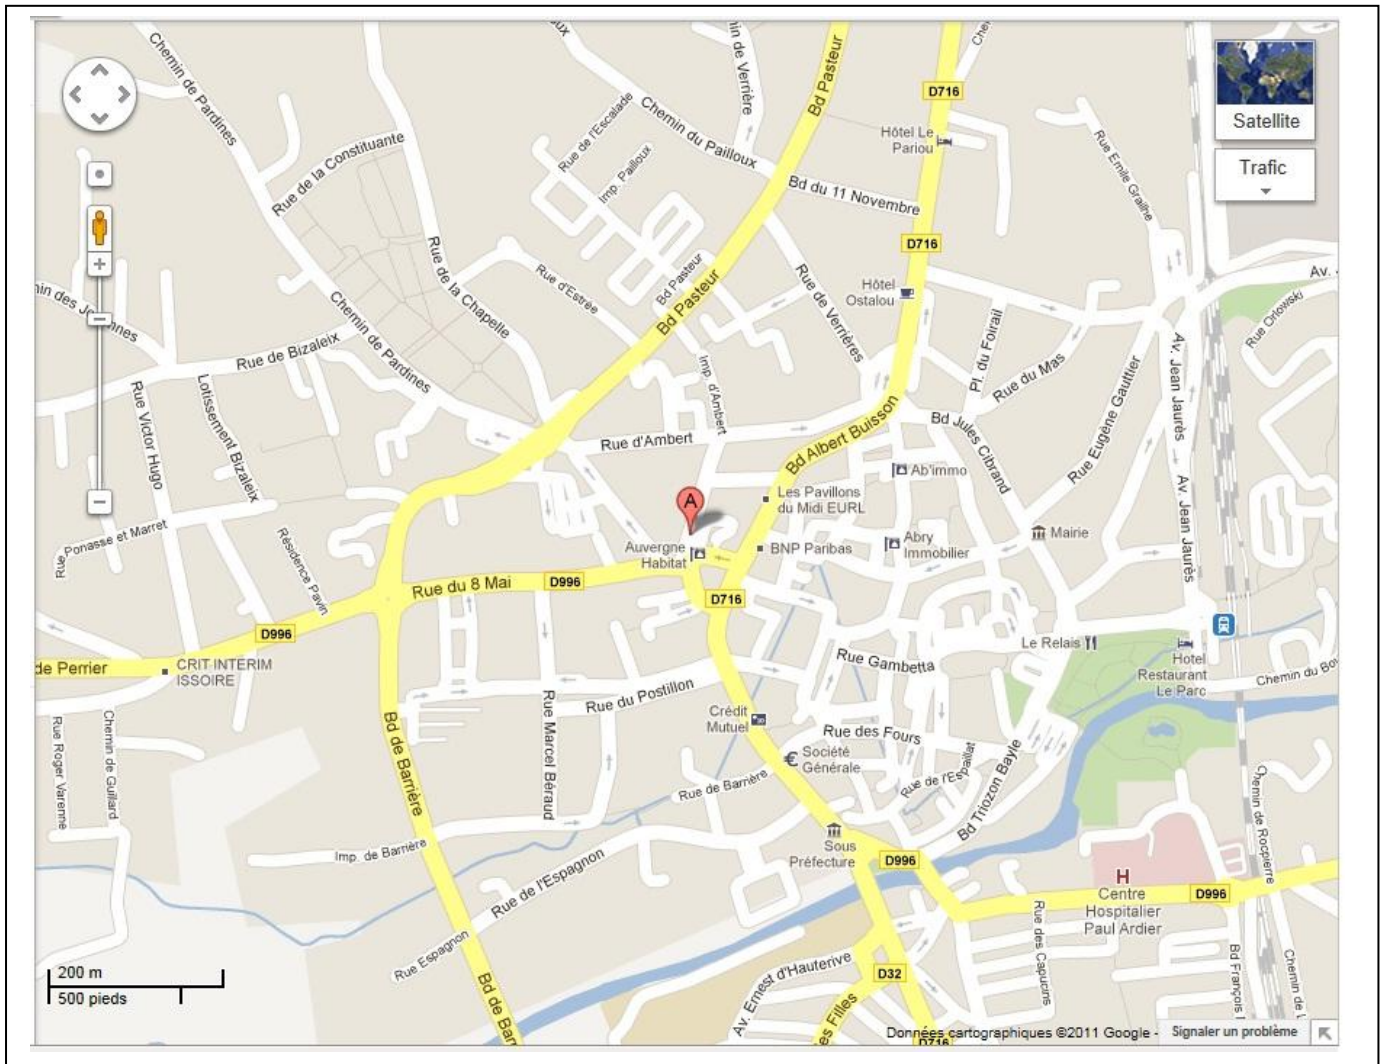 Chemin de Pardines
in de Verrière
Bd Pasteur
D716
Satellite
Trafic
Chemin du Pailloux
Rue de l'Escalade
Imp. Pailloux
Hôtel Le
Pariou
Rue Emile Grailhe
Rue de la Constituante
Bd du 11 Novembre
D716
Rue de la Chapelle
Rue d'Estrée
Bd Pasteur
Bd Pasteur
Rue de Verrières
Hôtel
Ostalou
Pl. du Foirail
Av.
Rue Orlowski
Chemin de Pardines
Rue de Bizaleix
Rue Victor Hugo
Lotissement Bizaleix
Imp. d'Ambert
Rue d'Ambert
Bd Albert Buisson
Rue du Mas
Bd Jules Cibrand
Rue Eugène Gauttier
Av. Jean Jaurès
Av. Jean Jaurès
Ab'immo
A
Les Pavillons
du Midi EURL
Rue Ponasse et Marret
Résidence Pavin
Auvergne
Habitat
BNP Paribas
Abry
Immobilier
Mairie
Rue du 8 Mai
D996
D716
D996
de Perrier
CRIT INTERIM
ISSOIRE
Le Relais
Rue Gambetta
Hotel
Restaurant
Le Parc
Chemin du Bou
Rue du Postillon
Rue Marcel Béraud
Crédit
Mutuel
Rue des Fours
Société
Générale
Rue Roger Varenne
Chemin de Guillard
Bd de Barrière
Rue de Barrière
Rue de l'Espaillat
Bd Triozon Bayle
Chemin de Rocpierre
Imp. de Barrière
Sous
Préfecture
D996
H
Centre
Hospitalier
Paul Ardier
D996
Rue de l'Espagnon
Rue Espagnon
Rue des Capucins
Bd François
Chemin de
200 m
500 pieds
Bd de Bar
Av. Ernest d'Hauterive
D32
es Filles
D716
Données cartographiques ©2011 Google -
Signaler un problème